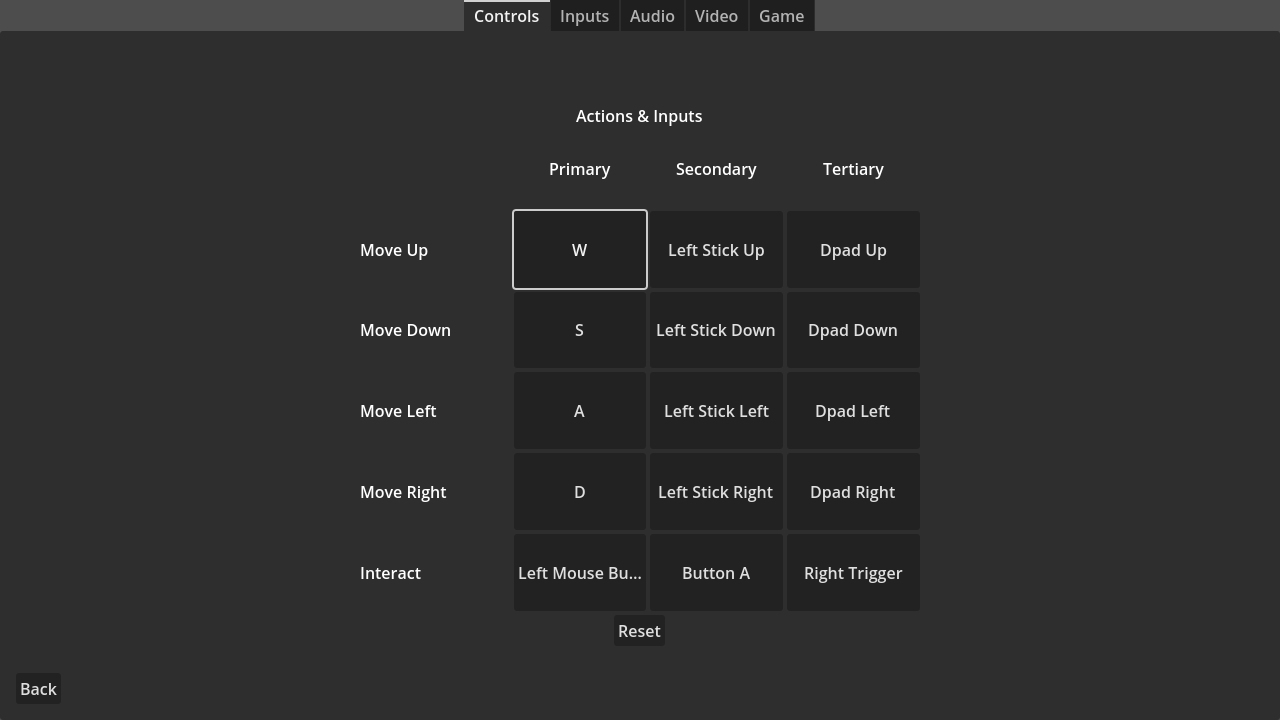 Controls Inputs Audio Video Game
Actions & Inputs
Primary Secondary Tertiary
Move Up W Left Stick Up Dpad Up
Move Down S Left Stick Down Dpad Down
Move Left A Left Stick Left Dpad Left
Move Right D Left Stick Right Dpad Right
Interact Left Mouse Bu... Button A Right Trigger
Reset
Back